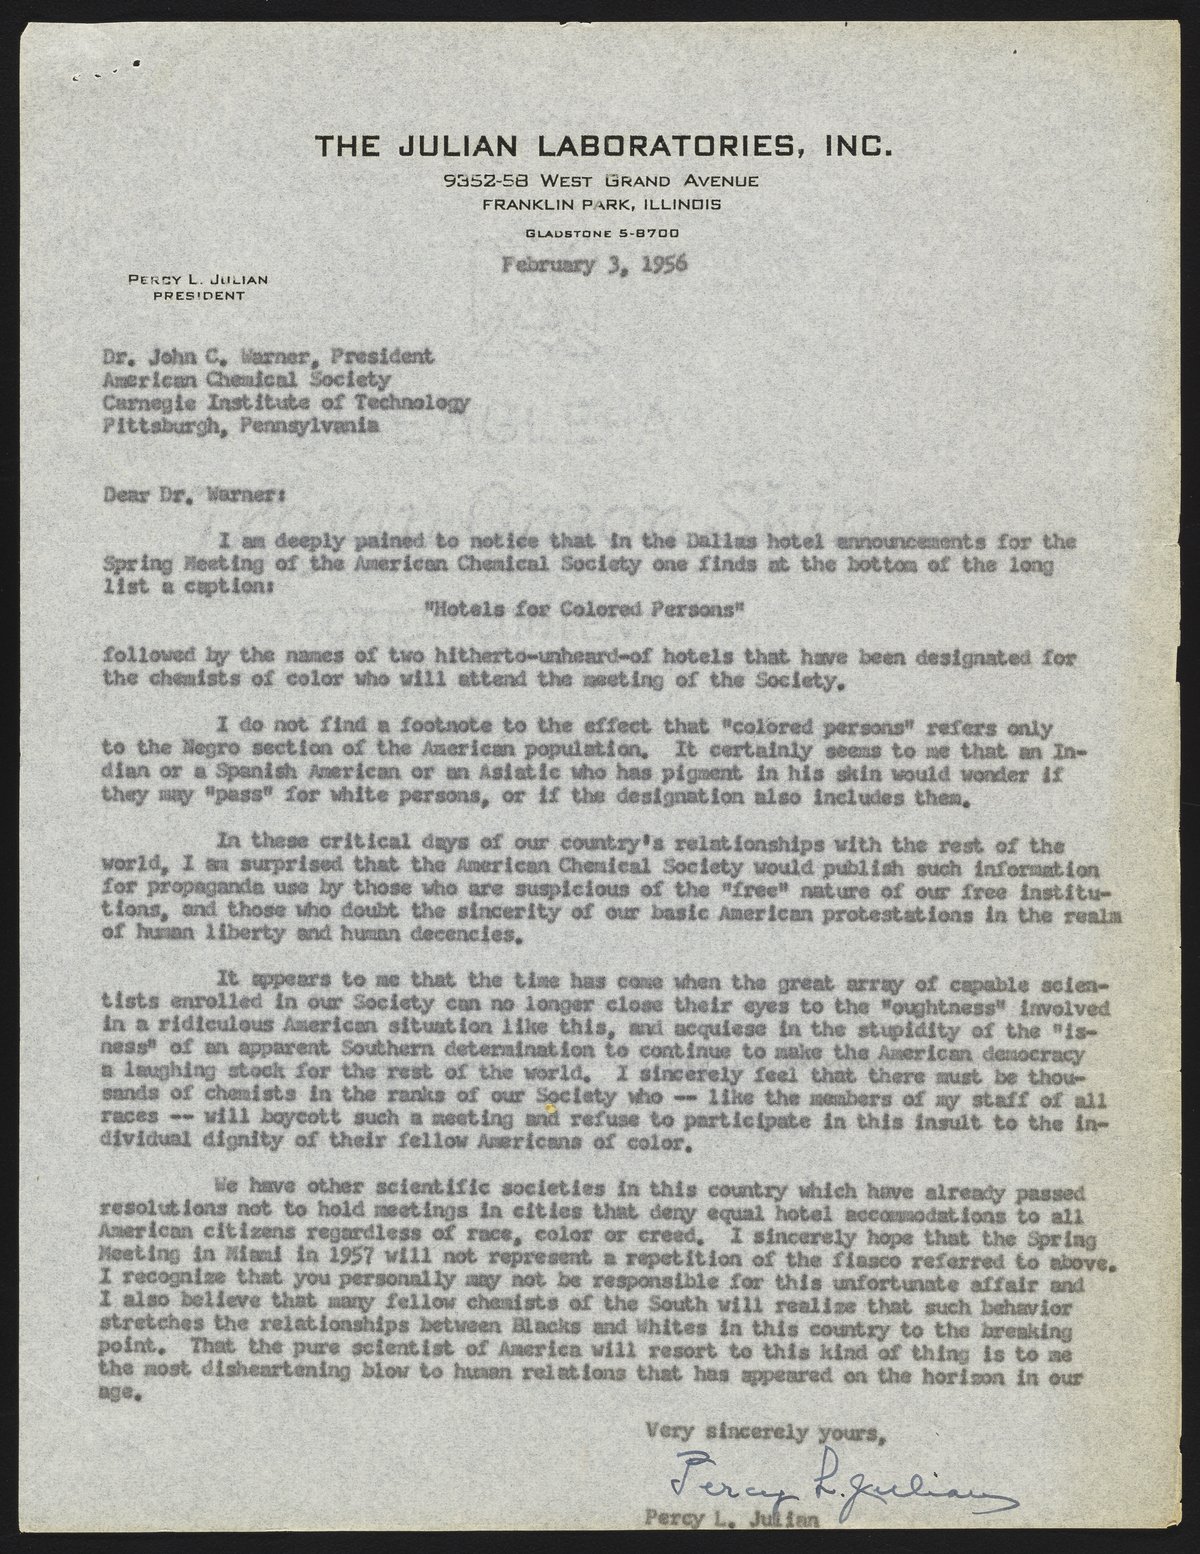 THE JULIAN LABORATORIES, INC.
9352-58 WEST GRAND AVENUE
FRANKLIN PARK, ILLINOIS
GLADSTONE 5-8700
February 3, 1956
PERCY L. JULIAN
PRESIDENT
Dr. John C. Warner, President
American Chemical Society
Carnegie Institute of Technology
Pittsburgh, Pennsylvania
Dear Dr. Warner:
I am deeply pained to notice that in the Dallas hotel announcements for the
Spring Meeting of the American Chemical Society one finds at the bottom of the long
list a caption:
"Hotels for Colored Persons"
followed by the names of two hitherto-unheard-of hotels that have been designated for
the chemists of color who will attend the meeting of the Society.
I do not find a footnote to the effect that "colored persons" refers only
to the Negro section of the American population. It certainly seems to me that an In-
dian or a Spanish American or an Asiatic who has pigment in his skin would wonder if
they may "pass" for white persons, or if the designation also includes them.
In these critical days of our country's relationships with the rest of the
world, I am surprised that the American Chemical Society would publish such information
for propaganda use by those who are suspicious of the "free" nature of our free institu-
tions, and those who doubt the sincerity of our basic American protestations in the realm
of human liberty and human decencies.
It appears to me that the time has come when the great array of capable scien-
tists enrolled in our Society can no longer close their eyes to the "oughtness" involved
in a ridiculous American situation like this, and acquiese in the stupidity of the "is-
ness" of an apparent Southern determination to continue to make the American democracy
a laughing stock for the rest of the world. I sincerely feel that there must be thou-
sands of chemists in the ranks of our Society who -- like the members of my staff of all
races -- will boycott such a meeting and refuse to participate in this insult to the in-
dividual dignity of their fellow Americans of color.
We have other scientific societies in this country which have already passed
resolutions not to hold meetings in cities that deny equal hotel accommodations to all
American citizens regardless of race, color or creed. I sincerely hope that the Spring
Meeting in Miami in 1957 will not represent a repetition of the fiasco referred to above.
I recognize that you personally may not be responsible for this unfortunate affair and
I also believe that many fellow chemists of the South will realize that such behavior
stretches the relationships between Blacks and Whites in this country to the breaking
point. That the pure scientist of America will resort to this kind of thing is to me
the most disheartening blow to human relations that has appeared on the horizon in our
age.
Very sincerely yours,
Percy L. Julian
Percy L. Julian